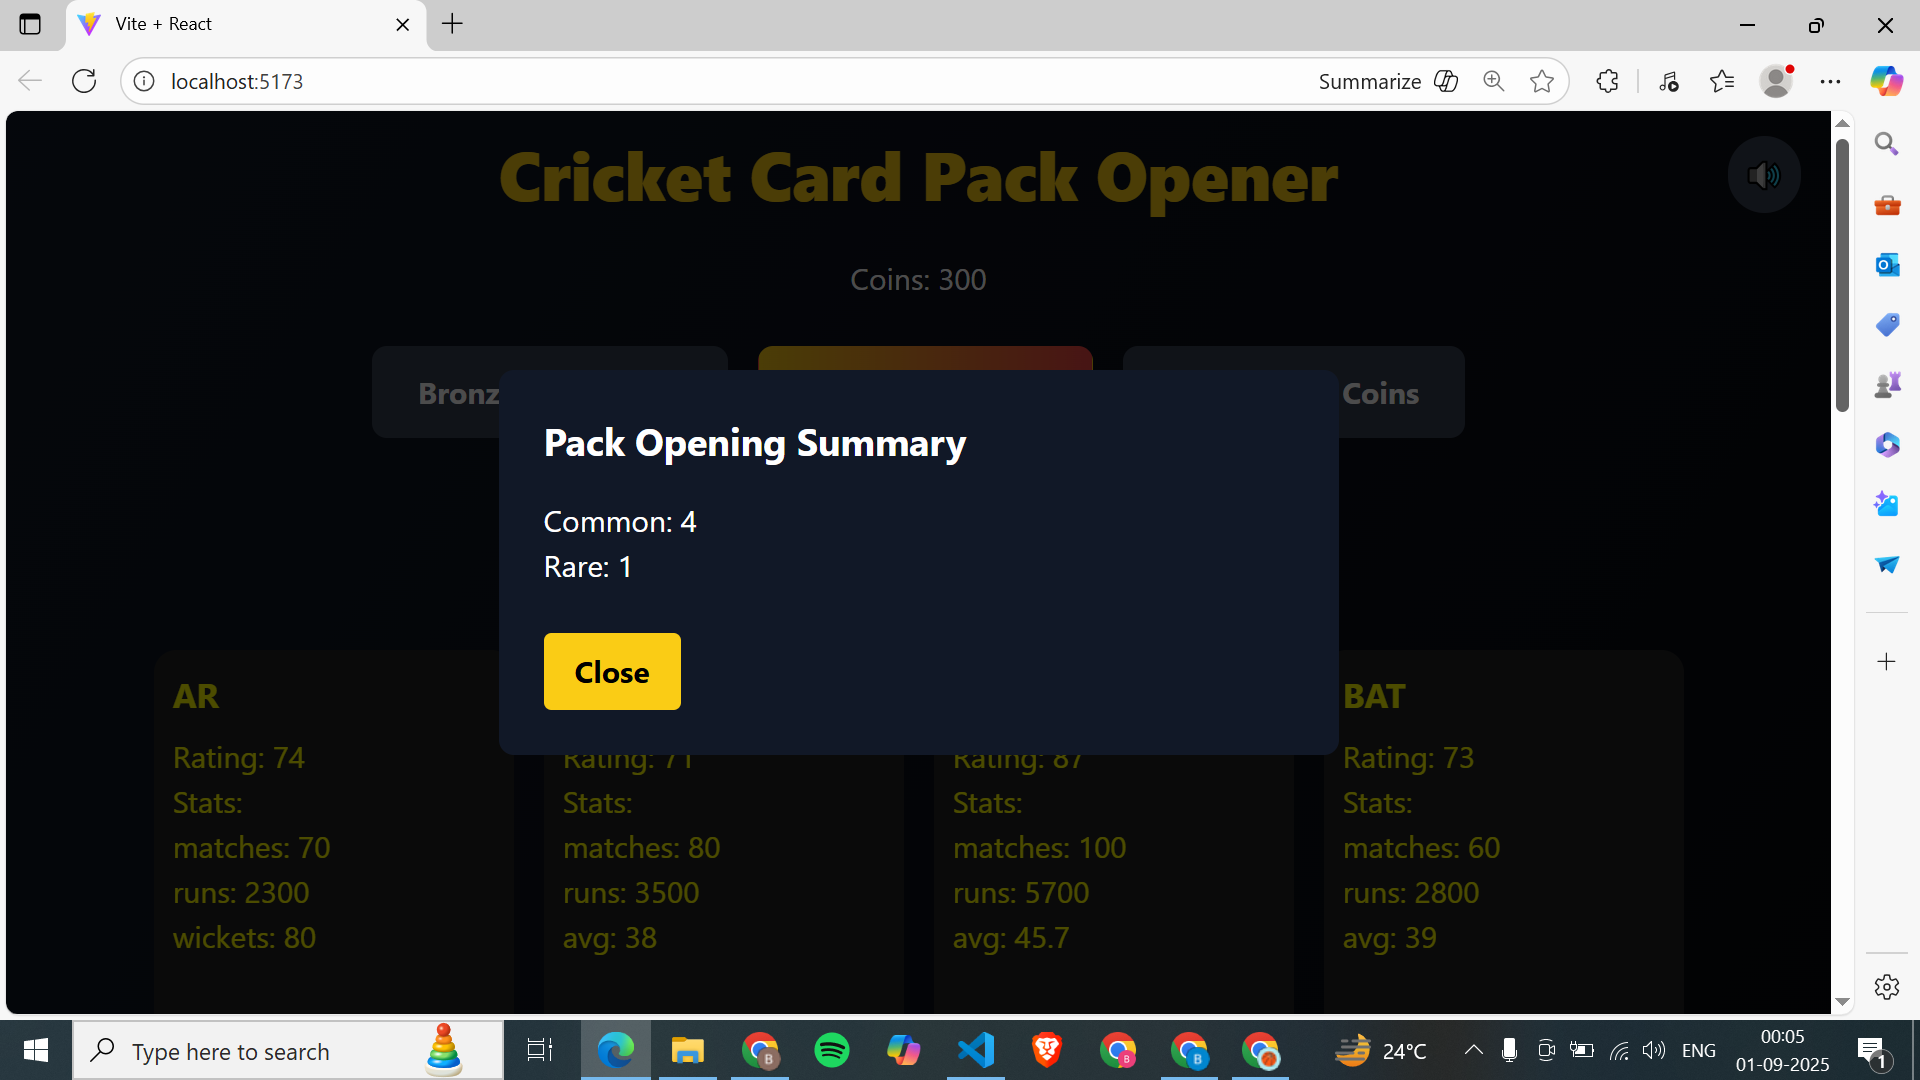 Vite + React
localhost:5173
Summarize
Cricket Card Pack Opener
Coins: 300
Bronz
Coins
Pack Opening Summary
Common: 4
Rare: 1
Close
AR
Rating: 74
Stats:
matches: 70
runs: 2300
wickets: 80
Rating: 71
Stats:
matches: 80
runs: 3500
avg: 38
Rating: 87
Stats:
matches: 100
runs: 5700
avg: 45.7
BAT
Rating: 73
Stats:
matches: 60
runs: 2800
avg: 39
Type here to search
24°C
ENG
00:05
01-09-2025
1